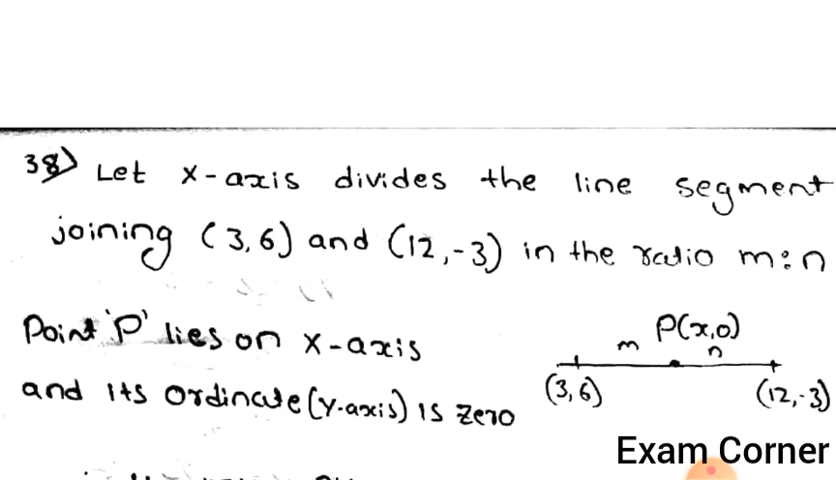 38) Let x-axis divides the line segment
joining (3,6) and (12,-3) in the ratio m:n
Point 'P' lies on x-axis
and its ordinate (y-axis) is zero
m P(x,0) n
(3,6) (12,-3)
Exam Corner